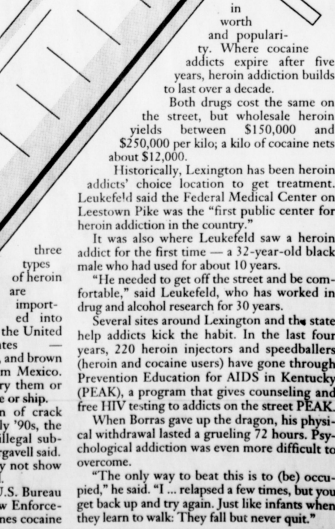 three
types
of heroin
are
import-
ed into
the United
tes —
, and brown
m Mexico.
ry them or
e or ship.
n of crack
ly '90s, the
illegal sub-
rgavell said.
y not show
d.
U.S. Bureau
w Enforce-
nes cocaine
in
worth
and populari-
ty. Where cocaine
addicts expire after five
years, heroin addiction builds
to last over a decade.
Both drugs cost the same on
the street, but wholesale heroin
yields between $150,000 and
$250,000 per kilo; a kilo of cocaine nets
about $12,000.
Historically, Lexington has been heroin
addicts' choice location to get treatment.
Leukefeld said the Federal Medical Center on
Leestown Pike was the "first public center for
heroin addiction in the country."
It was also where Leukefeld saw a heroin
addict for the first time — a 32-year-old black
male who had used for about 10 years.
"He needed to get off the street and be com-
fortable," said Leukefeld, who has worked in
drug and alcohol research for 30 years.
Several sites around Lexington and the state
help addicts kick the habit. In the last four
years, 220 heroin injectors and speedballers
(heroin and cocaine users) have gone through
Prevention Education for AIDS in Kentucky
(PEAK), a program that gives counseling and
free HIV testing to addicts on the street PEAK.
When Borras gave up the drug, his physi-
cal withdrawal lasted a grueling 72 hours. Psy-
chological addiction was even more difficult to
overcome.
"The only way to beat this is to (be) occu-
pied," he said. "I ... relapsed a few times, but you
get back up and try again. Just like infants when
they learn to walk: They fall but never quit."